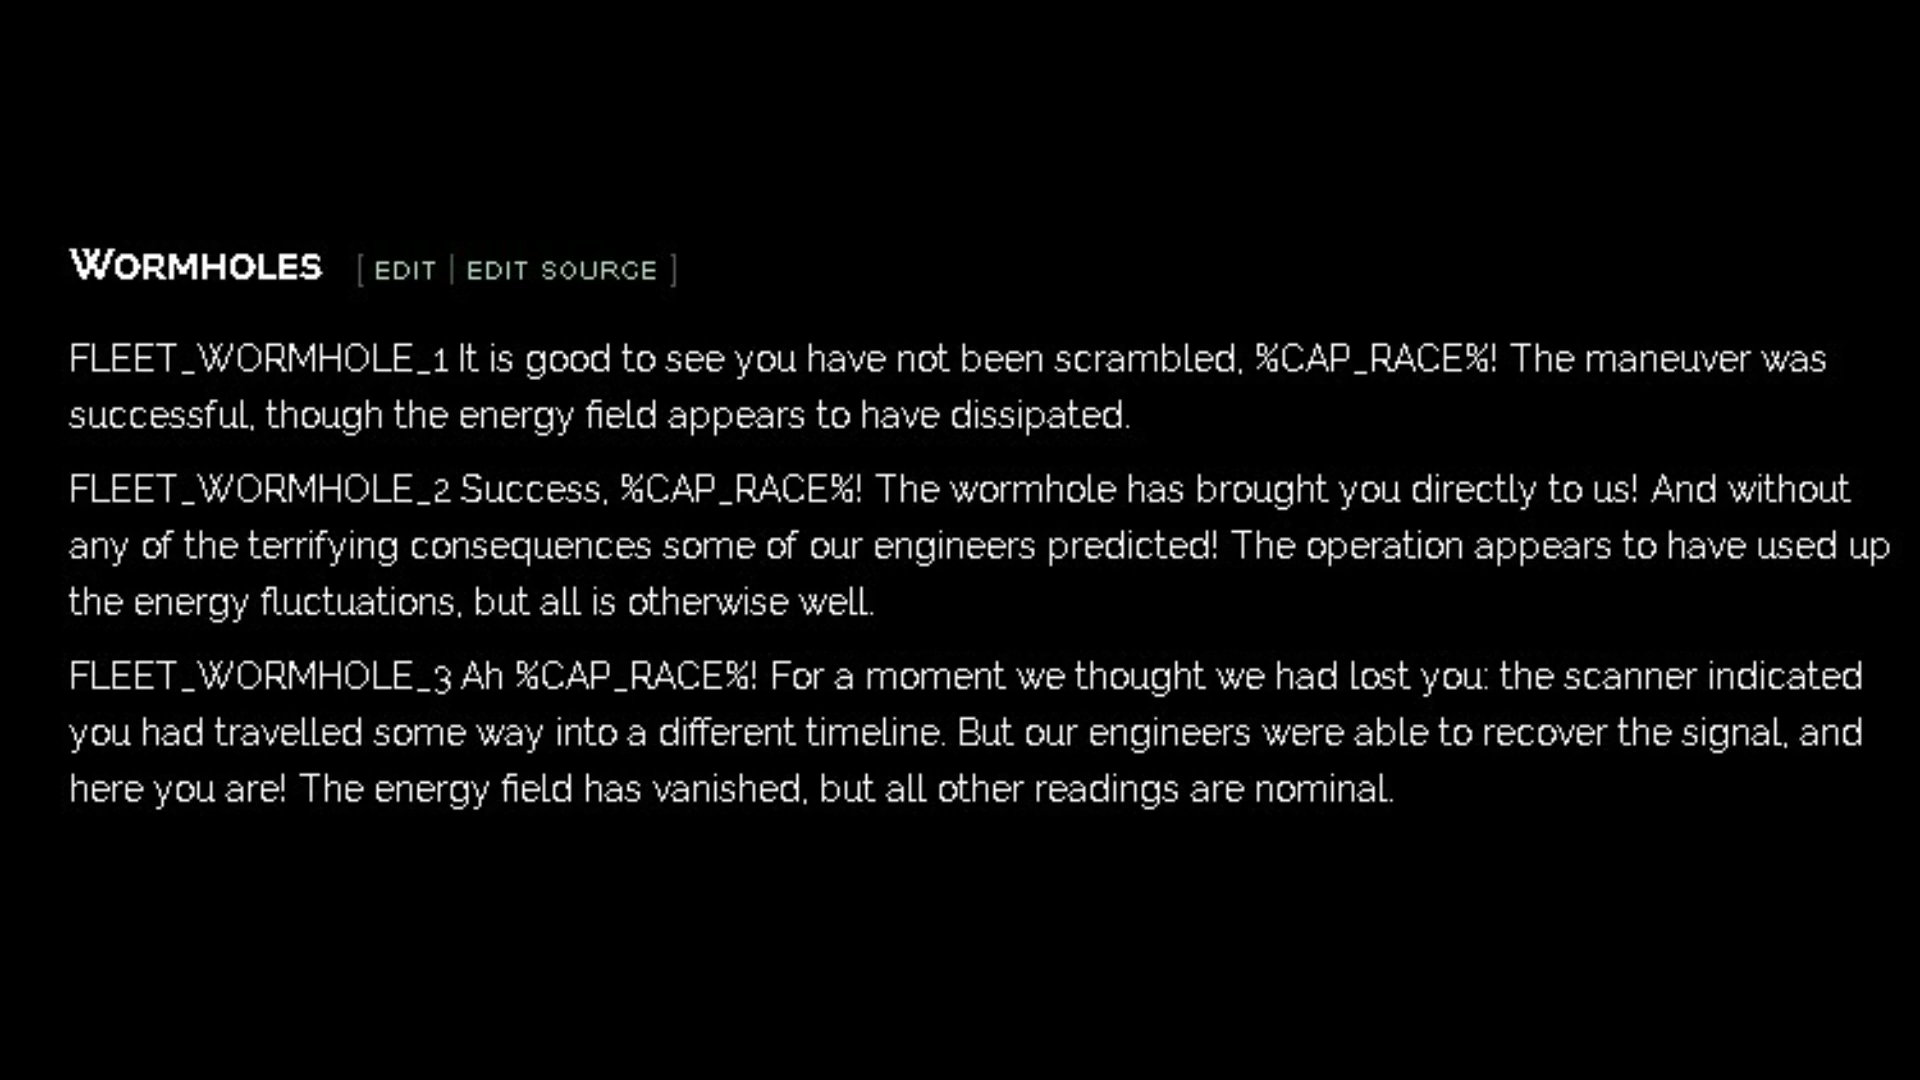 WORMHOLES [ EDIT | EDIT SOURCE ]
FLEET_WORMHOLE_1 It is good to see you have not been scrambled, %CAP_RACE%! The maneuver was
successful, though the energy field appears to have dissipated.
FLEET_WORMHOLE_2 Success, %CAP_RACE%! The wormhole has brought you directly to us! And without
any of the terrifying consequences some of our engineers predicted! The operation appears to have used up
the energy fluctuations, but all is otherwise well.
FLEET_WORMHOLE_3 Ah %CAP_RACE%! For a moment we thought we had lost you: the scanner indicated
you had travelled some way into a different timeline. But our engineers were able to recover the signal, and
here you are! The energy field has vanished, but all other readings are nominal.